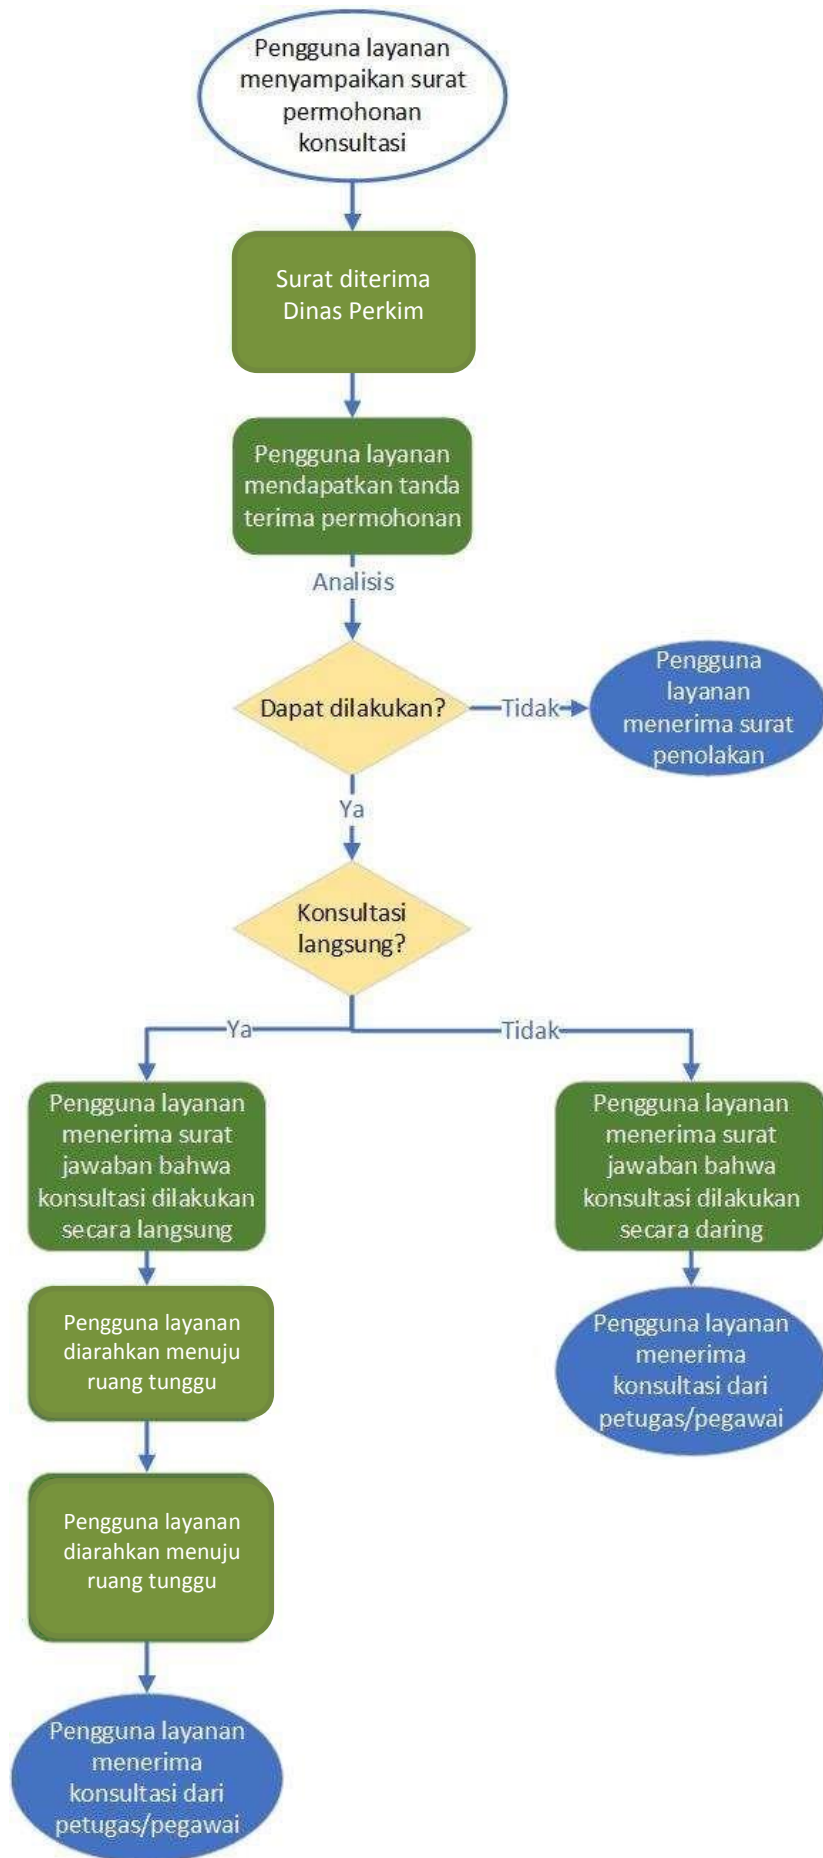 Pengguna layanan
menyampaikan surat
permohonan
konsultasi
Surat diterima
Dinas Perkim
Pengguna layanan
mendapatkan tanda
terima permohonan
Analisis
Dapat dilakukan?
Tidak
Pengguna
layanan
menerima surat
penolakan
Ya
Konsultasi
langsung?
Ya
Tidak
Pengguna layanan
menerima surat
jawaban bahwa
konsultasi dilakukan
secara langsung
Pengguna layanan
menerima surat
jawaban bahwa
konsultasi dilakukan
secara daring
Pengguna layanan
diarahkan menuju
ruang tunggu
Pengguna layanan
menerima
konsultasi dari
petugas/pegawai
Pengguna layanan
diarahkan menuju
ruang tunggu
Pengguna layanan
menerima
konsultasi dari
petugas/pegawai